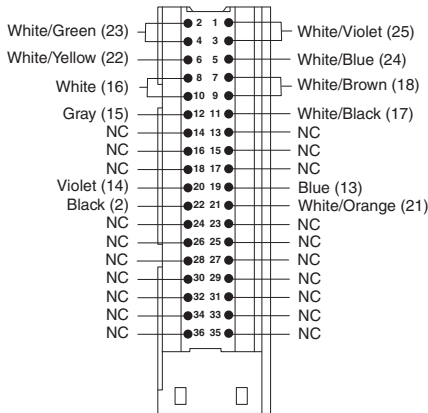 White/Green (23) 2 1 White/Violet (25)
4 3
White/Yellow (22) 6 5 White/Blue (24)
White (16) 8 7 White/Brown (18)
10 9
Gray (15) 12 11 White/Black (17)
NC 14 13 NC
NC 16 15 NC
NC 18 17 NC
Violet (14) 20 19 Blue (13)
Black (2) 22 21 White/Orange (21)
NC 24 23 NC
NC 26 25 NC
NC 28 27 NC
NC 30 29 NC
NC 32 31 NC
NC 34 33 NC
NC 36 35 NC